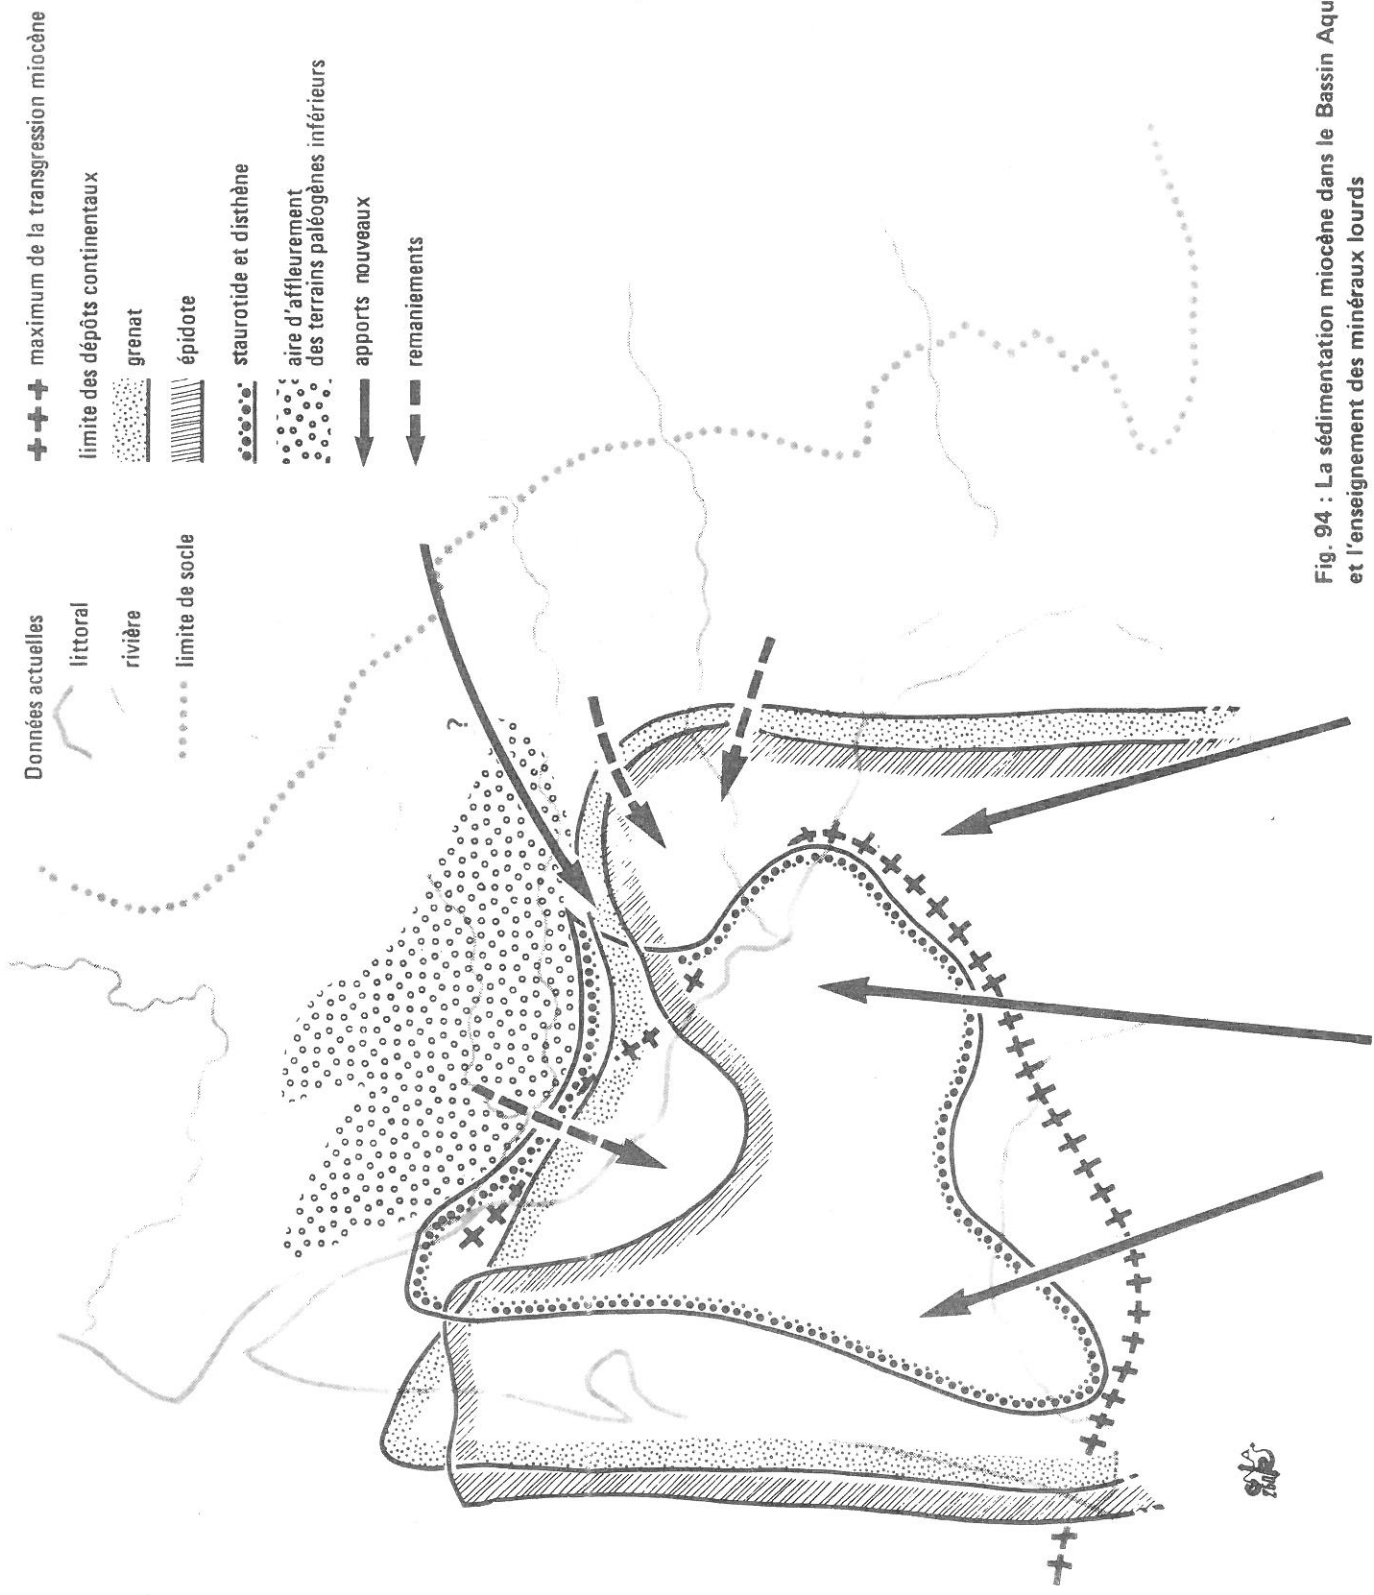 Données actuelles
littoral
rivière
limite de socle
maximum de la transgression miocène
limite des dépôts continentaux
grenat
épidote
staurotide et disthène
aire d'affleurement
des terrains paléogènes inférieurs
apports nouveaux
remaniements
?
Fig. 94 : La sédimentation miocène dans le Bassin Aqu
et l'enseignement des minéraux lourds